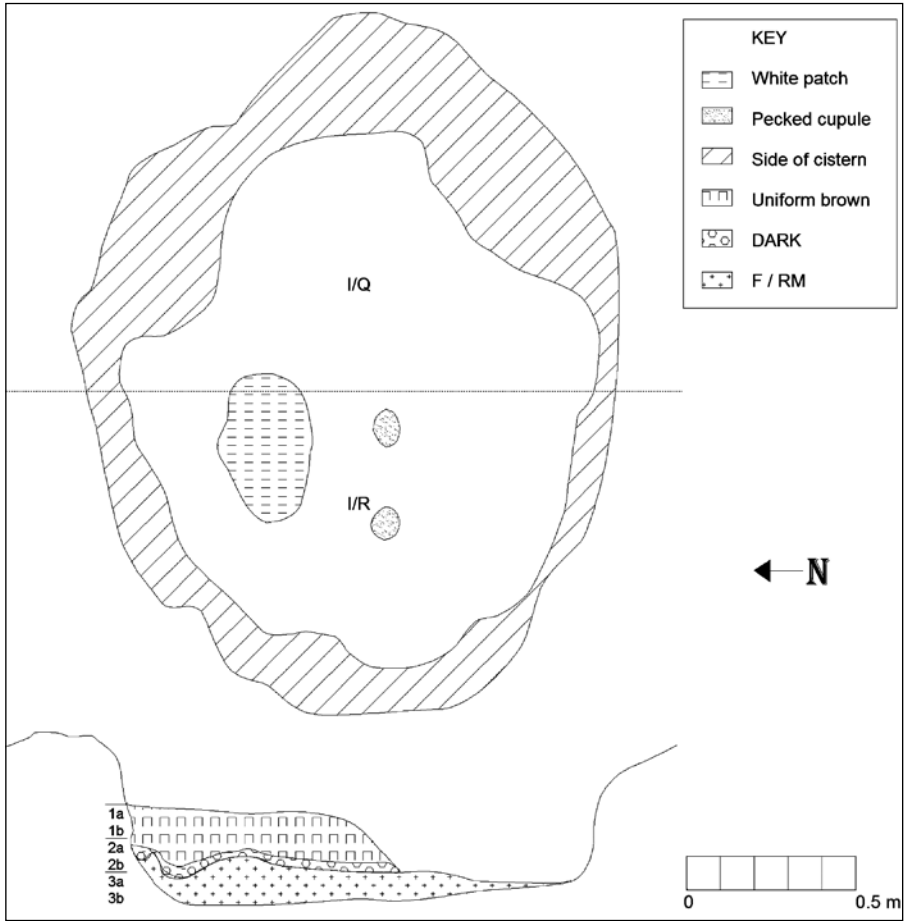 KEY
White patch
Pecked cupule
Side of cistern
Uniform brown
DARK
F / RM
I/Q
I/R
N
1a
1b
2a
2b
3a
3b
0 0.5 m